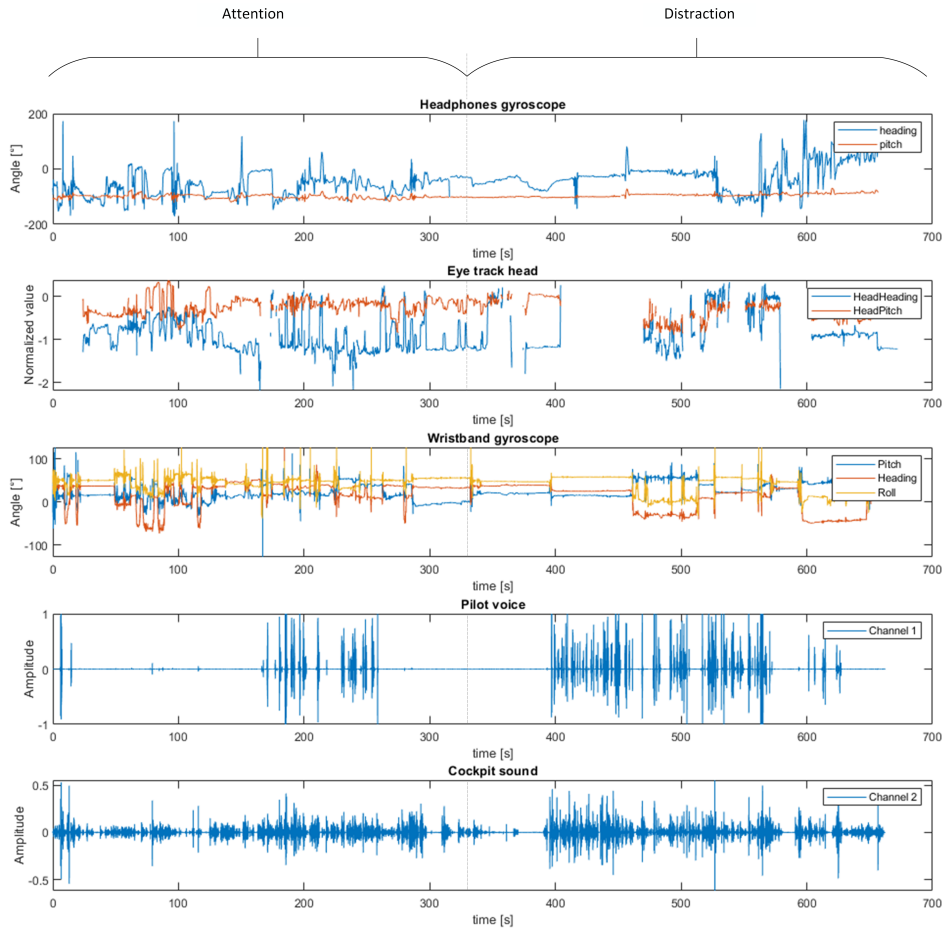 Attention Distraction
Headphones gyroscope
200
0
-200
Angle [°]
heading
pitch
0 100 200 300 400 500 600 700
time [s]
Eye track head
0
-1
-2
Normalized value
HeadHeading
HeadPitch
0 100 200 300 400 500 600 700
time [s]
Wristband gyroscope
100
0
-100
Angle [°]
Pitch
Heading
Roll
0 100 200 300 400 500 600 700
time [s]
Pilot voice
1
0
-1
Amplitude
Channel 1
0 100 200 300 400 500 600 700
time [s]
Cockpit sound
0.5
0
-0.5
Amplitude
Channel 2
0 100 200 300 400 500 600 700
time [s]